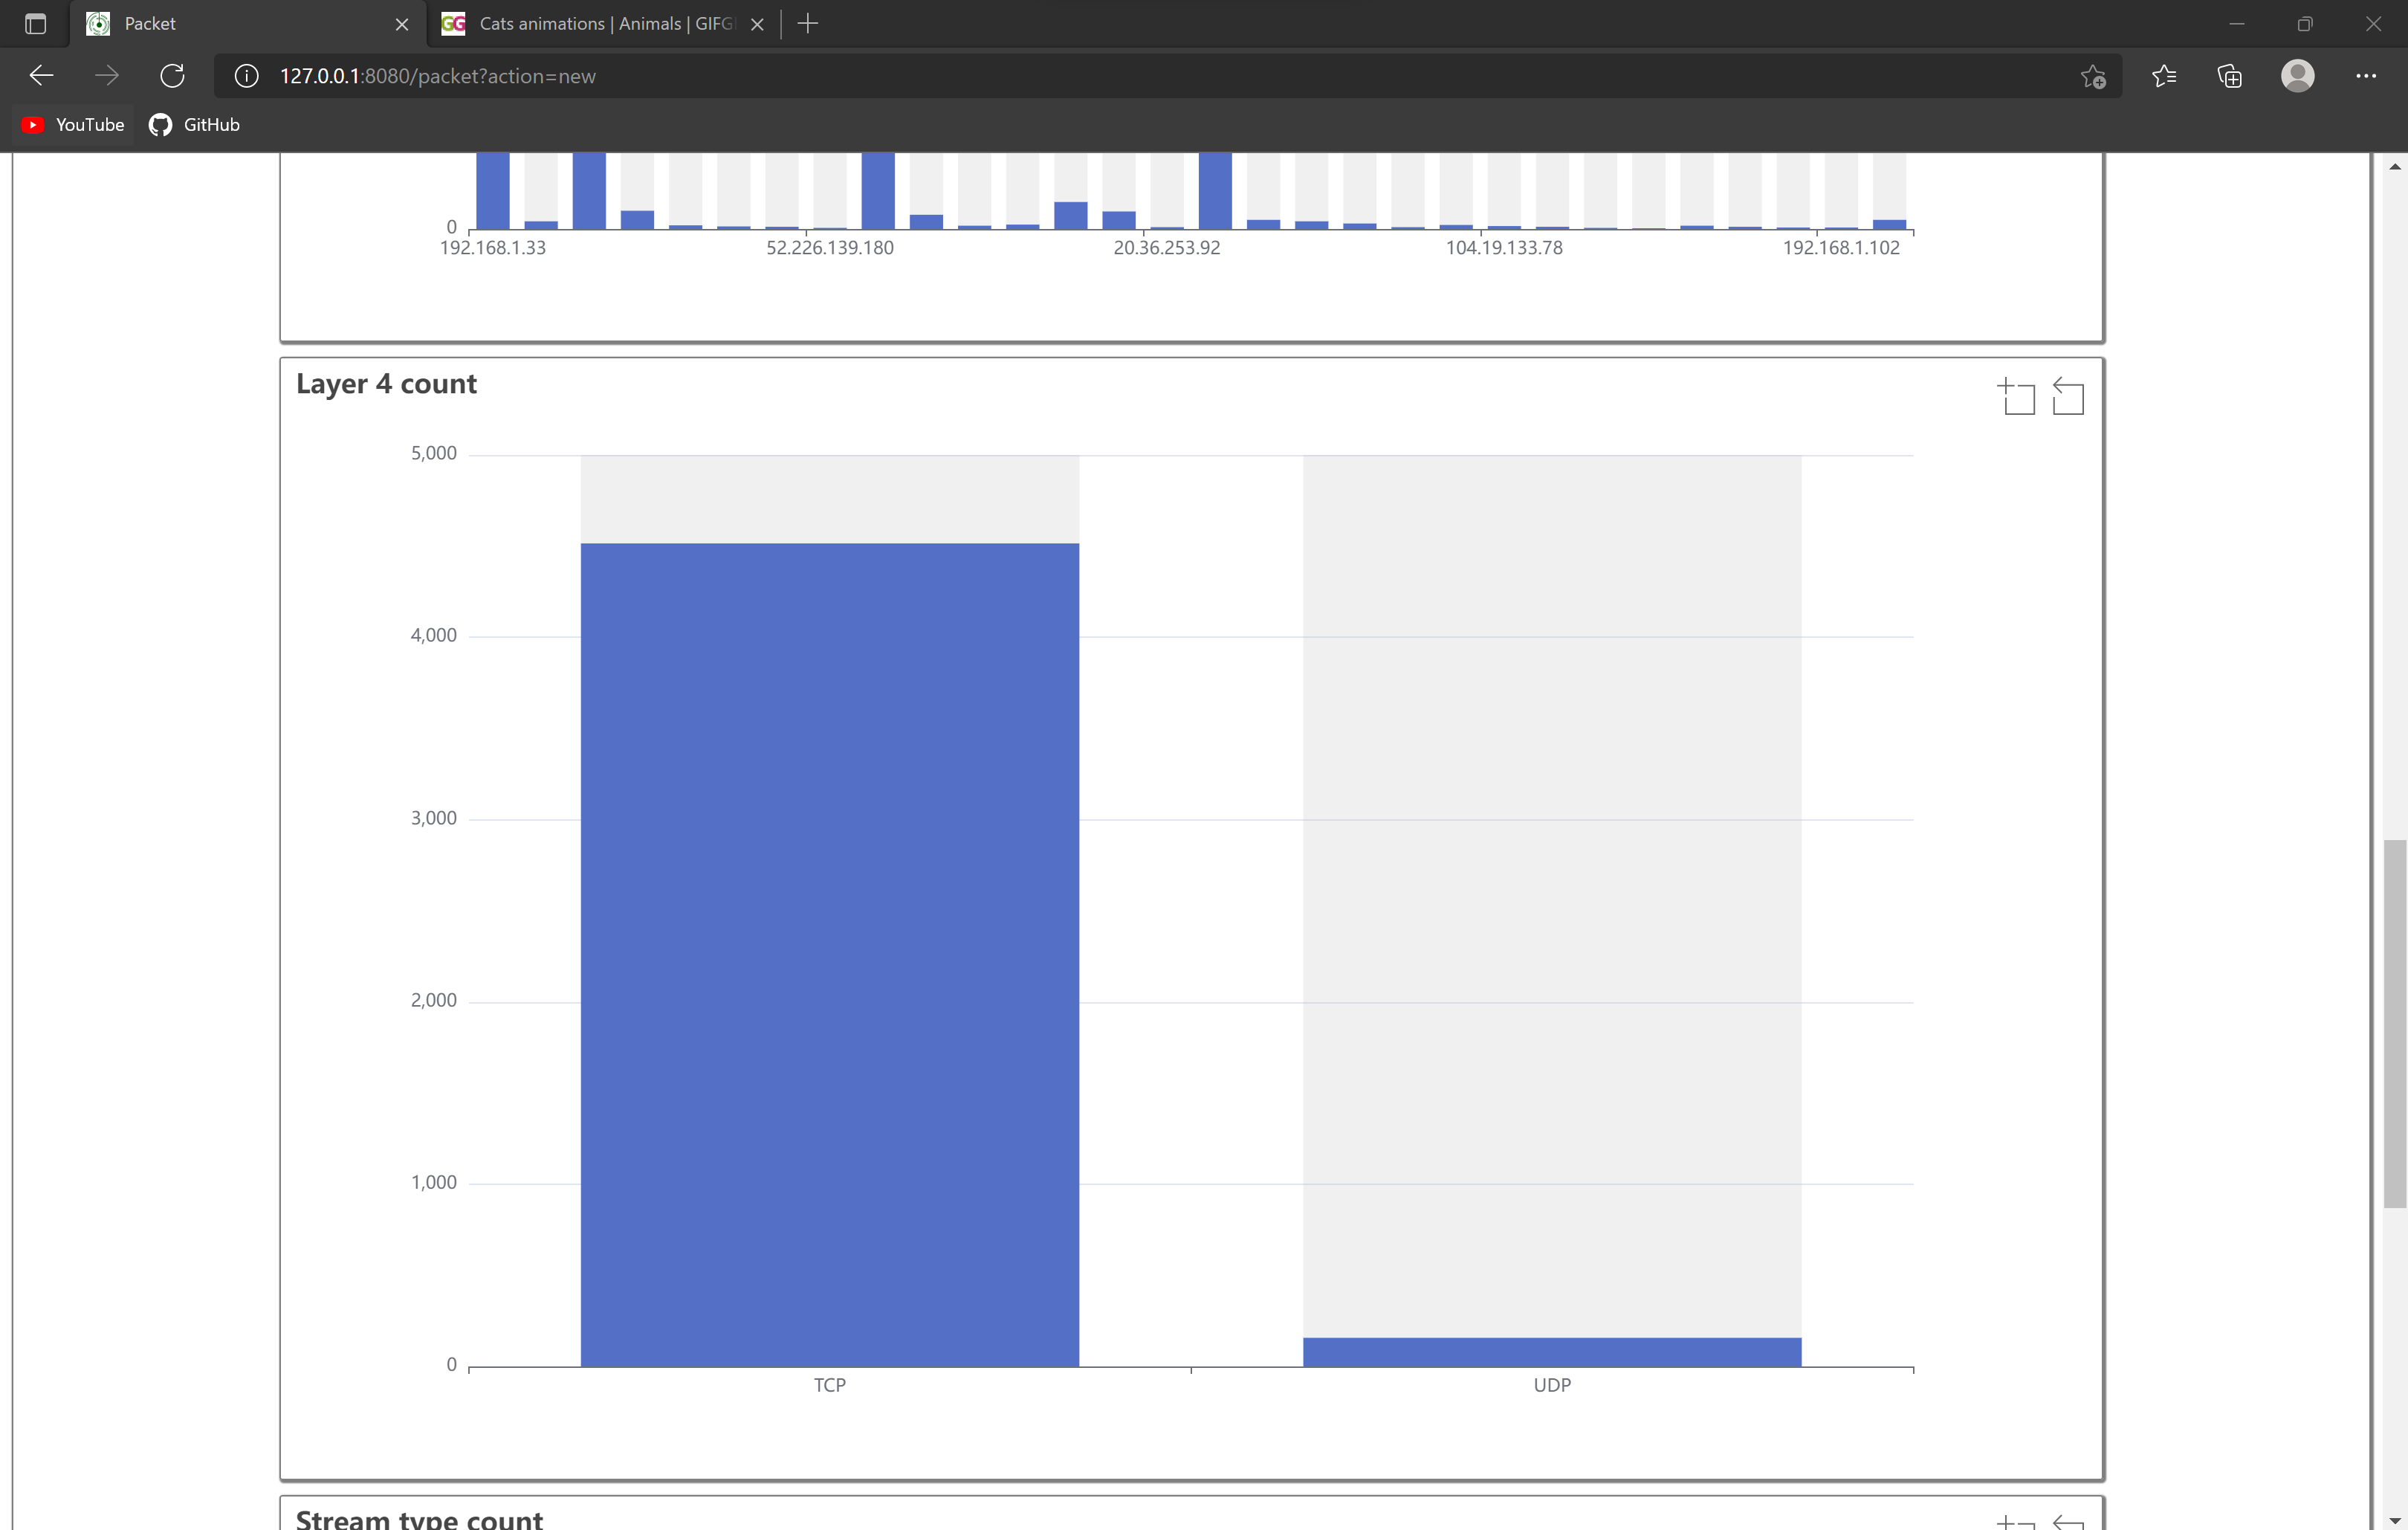 Packet
Cats animations | Animals | GIFG
127.0.0.1:8080/packet?action=new
YouTube
GitHub
0
192.168.1.33
52.226.139.180
20.36.253.92
104.19.133.78
192.168.1.102
Layer 4 count
5,000
4,000
3,000
2,000
1,000
0
TCP
UDP
Stream type count